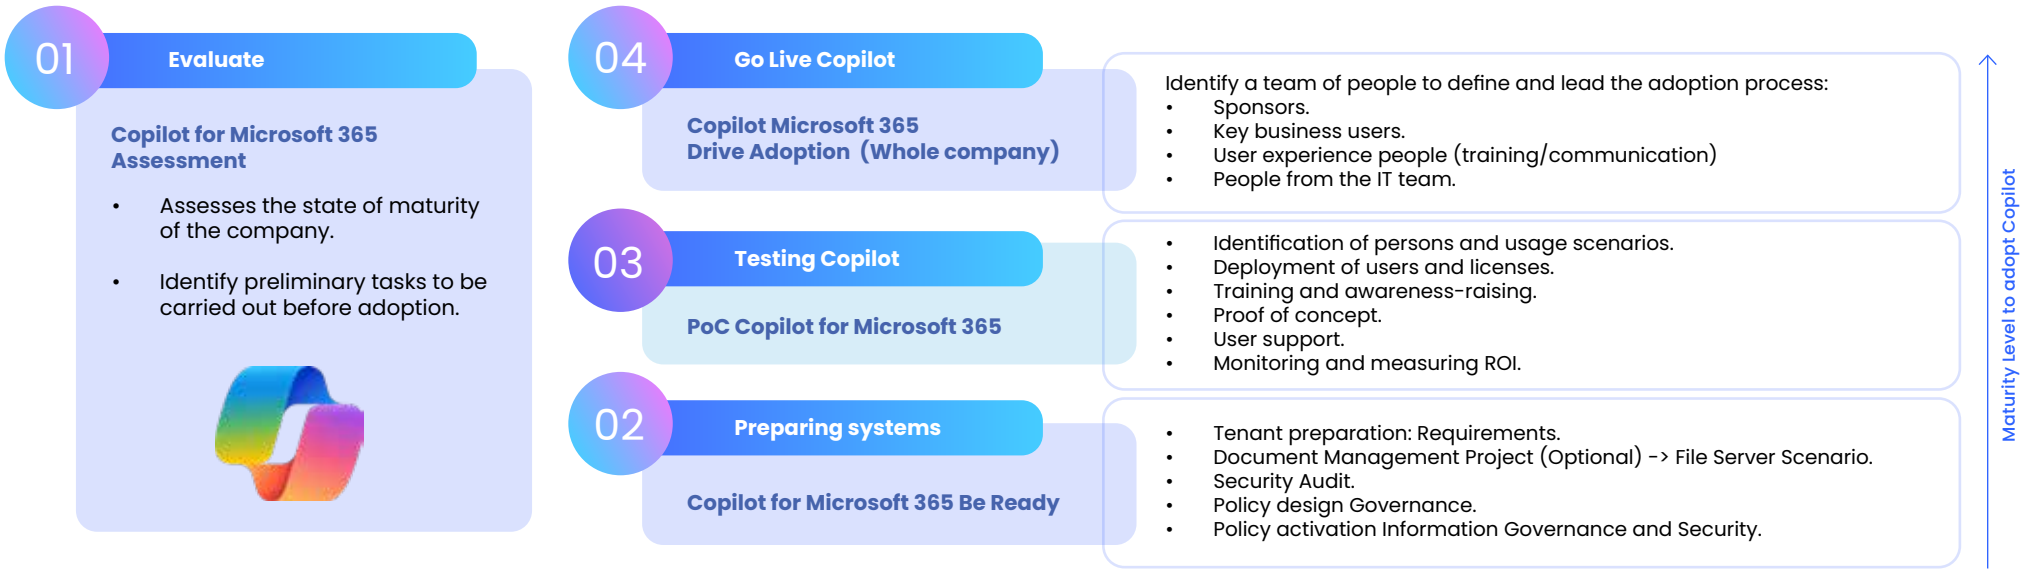 01
Evaluate
Copilot for Microsoft 365
Assessment
• Assesses the state of maturity
of the company.
• Identify preliminary tasks to be
carried out before adoption.
04
Go Live Copilot
Copilot Microsoft 365
Drive Adoption (Whole company)
Identify a team of people to define and lead the adoption process:
• Sponsors.
• Key business users.
• User experience people (training/communication)
• People from the IT team.
03
Testing Copilot
PoC Copilot for Microsoft 365
• Identification of persons and usage scenarios.
• Deployment of users and licenses.
• Training and awareness-raising.
• Proof of concept.
• User support.
• Monitoring and measuring ROI.
02
Preparing systems
Copilot for Microsoft 365 Be Ready
• Tenant preparation: Requirements.
• Document Management Project (Optional) -> File Server Scenario.
• Security Audit.
• Policy design Governance.
• Policy activation Information Governance and Security.
Maturity Level to adopt Copilot